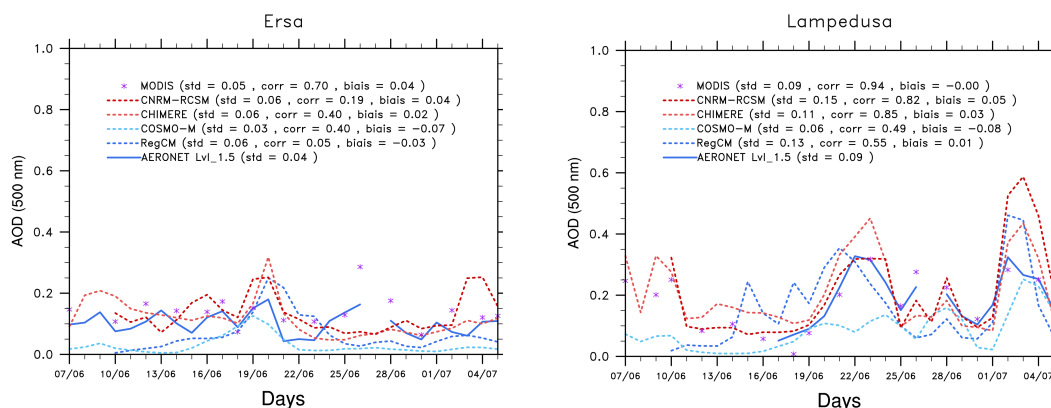 Ersa
AOD (500 nm)
1.0
0.8
0.6
0.4
0.2
0.0
MODIS (std = 0.05 , corr = 0.70 , biais = 0.04 )
CNRM-RCSM (std = 0.06 , corr = 0.19 , biais = 0.04 )
CHIMERE (std = 0.06 , corr = 0.40 , biais = 0.02 )
COSMO-M (std = 0.03 , corr = 0.40 , biais = -0.07 )
RegCM (std = 0.06 , corr = 0.05 , biais = -0.03 )
AERONET Lvl_1.5 (std = 0.04 )
07/06 10/06 13/06 16/06 19/06 22/06 25/06 28/06 01/07 04/07
Days
Lampedusa
AOD (500 nm)
1.0
0.8
0.6
0.4
0.2
0.0
MODIS (std = 0.09 , corr = 0.94 , biais = -0.00 )
CNRM-RCSM (std = 0.15 , corr = 0.82 , biais = 0.05 )
CHIMERE (std = 0.11 , corr = 0.85 , biais = 0.03 )
COSMO-M (std = 0.06 , corr = 0.49 , biais = -0.08 )
RegCM (std = 0.13 , corr = 0.55 , biais = 0.01 )
AERONET Lvl_1.5 (std = 0.09 )
07/06 10/06 13/06 16/06 19/06 22/06 25/06 28/06 01/07 04/07
Days